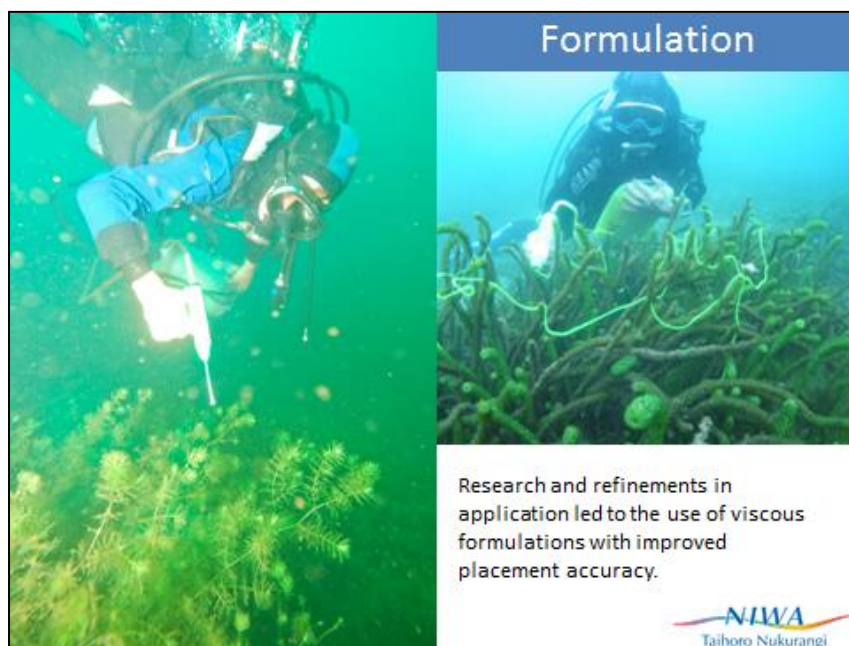 Formulation
Research and refinements in
application led to the use of viscous
formulations with improved
placement accuracy.
NIWA
Taihoro Nukurangi